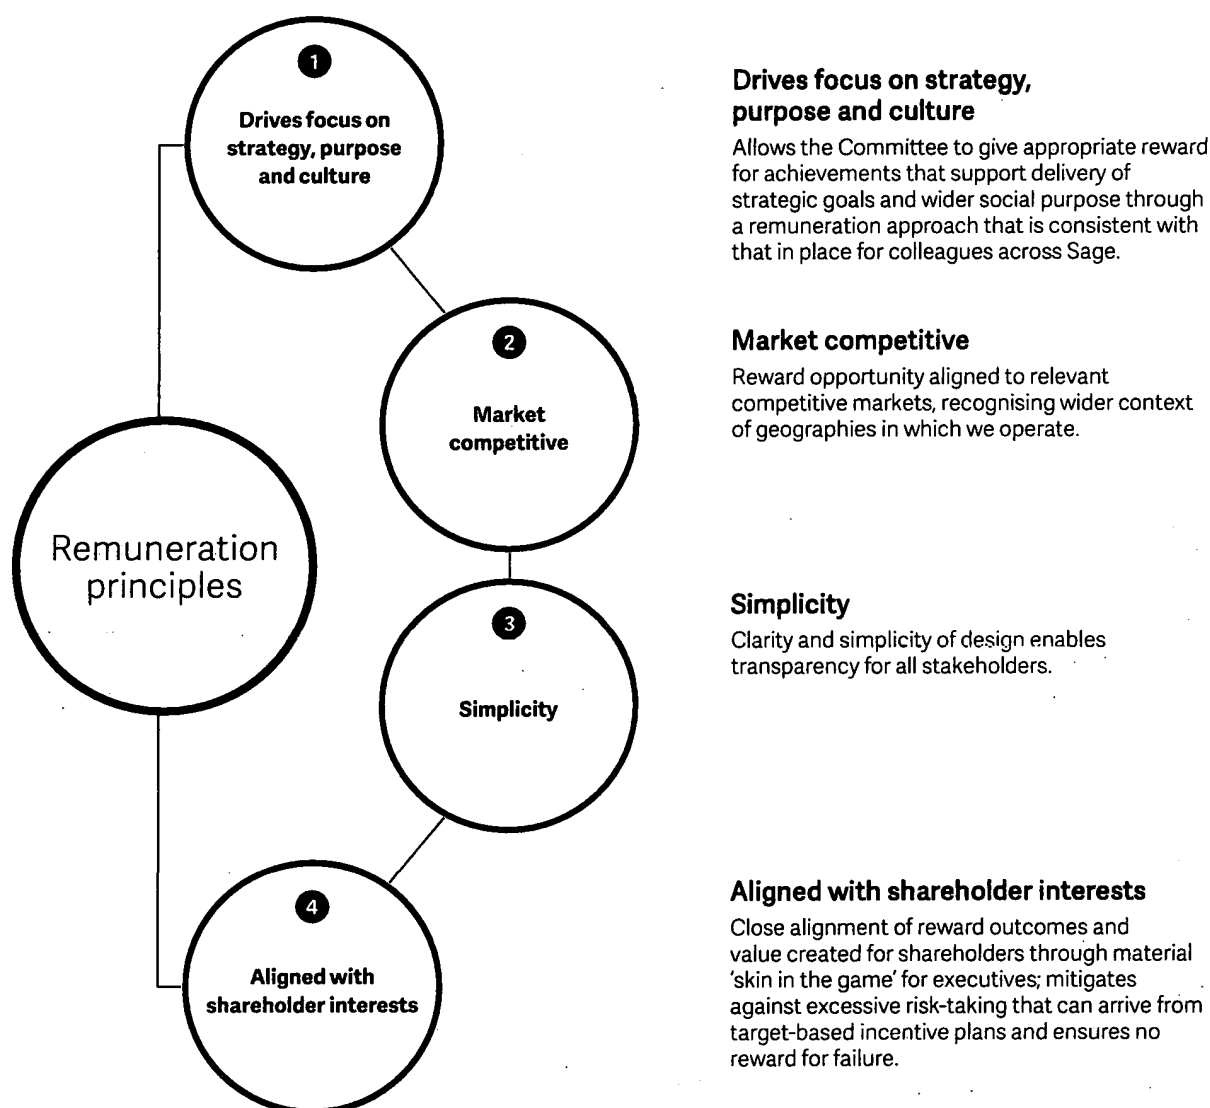 1
Drives focus on
strategy, purpose
and culture
2
Market
competitive
Remuneration
principles
3
Simplicity
4
Aligned with
shareholder interests
Drives focus on strategy,
purpose and culture
Allows the Committee to give appropriate reward
for achievements that support delivery of
strategic goals and wider social purpose through
a remuneration approach that is consistent with
that in place for colleagues across Sage.
Market competitive
Reward opportunity aligned to relevant
competitive markets, recognising wider context
of geographies in which we operate.
Simplicity
Clarity and simplicity of design enables
transparency for all stakeholders.
Aligned with shareholder interests
Close alignment of reward outcomes and
value created for shareholders through material
'skin in the game' for executives; mitigates
against excessive risk-taking that can arrive from
target-based incentive plans and ensures no
reward for failure.